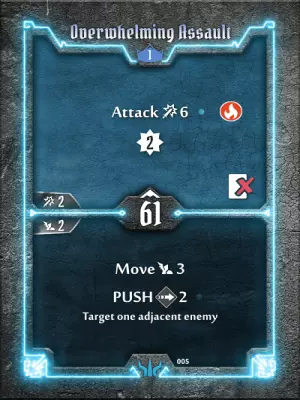 Overwhelming Assault
1
Attack 6
2
2
61
2
Move 3
PUSH 2
Target one adjacent enemy
005